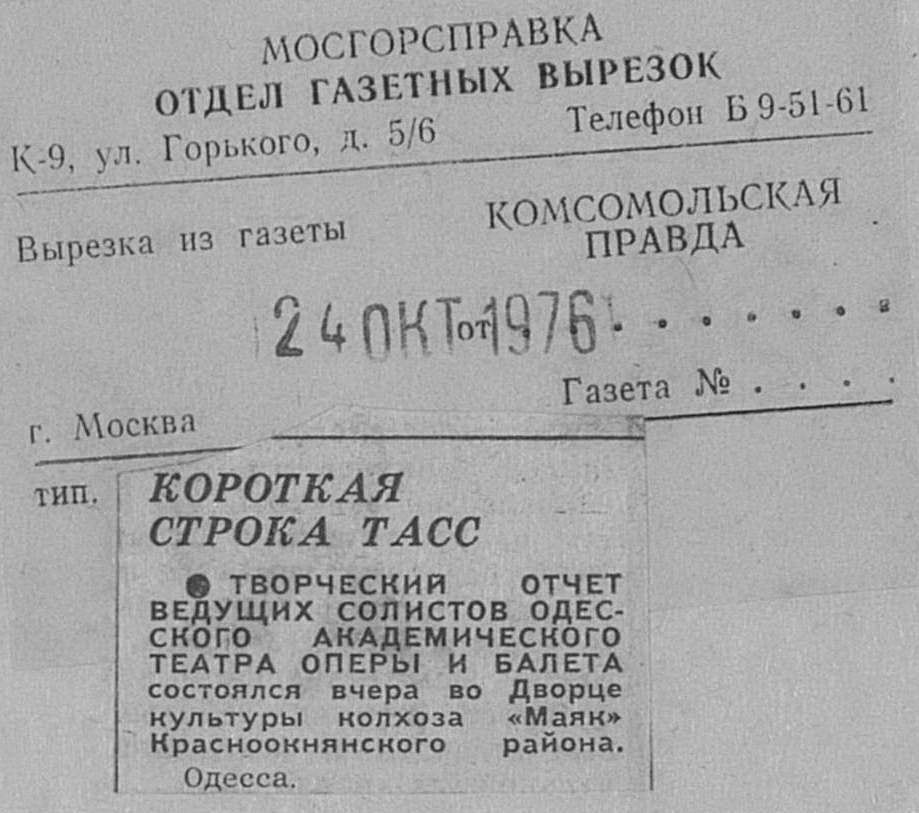 МОСГОРСПРАВКА
ОТДЕЛ ГАЗЕТНЫХ ВЫРЕЗОК
К-9, ул. Горького, д. 5/6 Телефон Б 9-51-61
Вырезка из газеты КОМСОМОЛЬСКАЯ
ПРАВДА
24 ОКТ от 1976 . . . . . . .
Газета № . . . .
г. Москва
тип.
КОРОТКАЯ
СТРОКА ТАСС
● ТВОРЧЕСКИЙ ОТЧЕТ
ВЕДУЩИХ СОЛИСТОВ ОДЕС-
СКОГО АКАДЕМИЧЕСКОГО
ТЕАТРА ОПЕРЫ И БАЛЕТА
состоялся вчера во Дворце
культуры колхоза «Маяк»
Красноокнянского района.
Одесса.